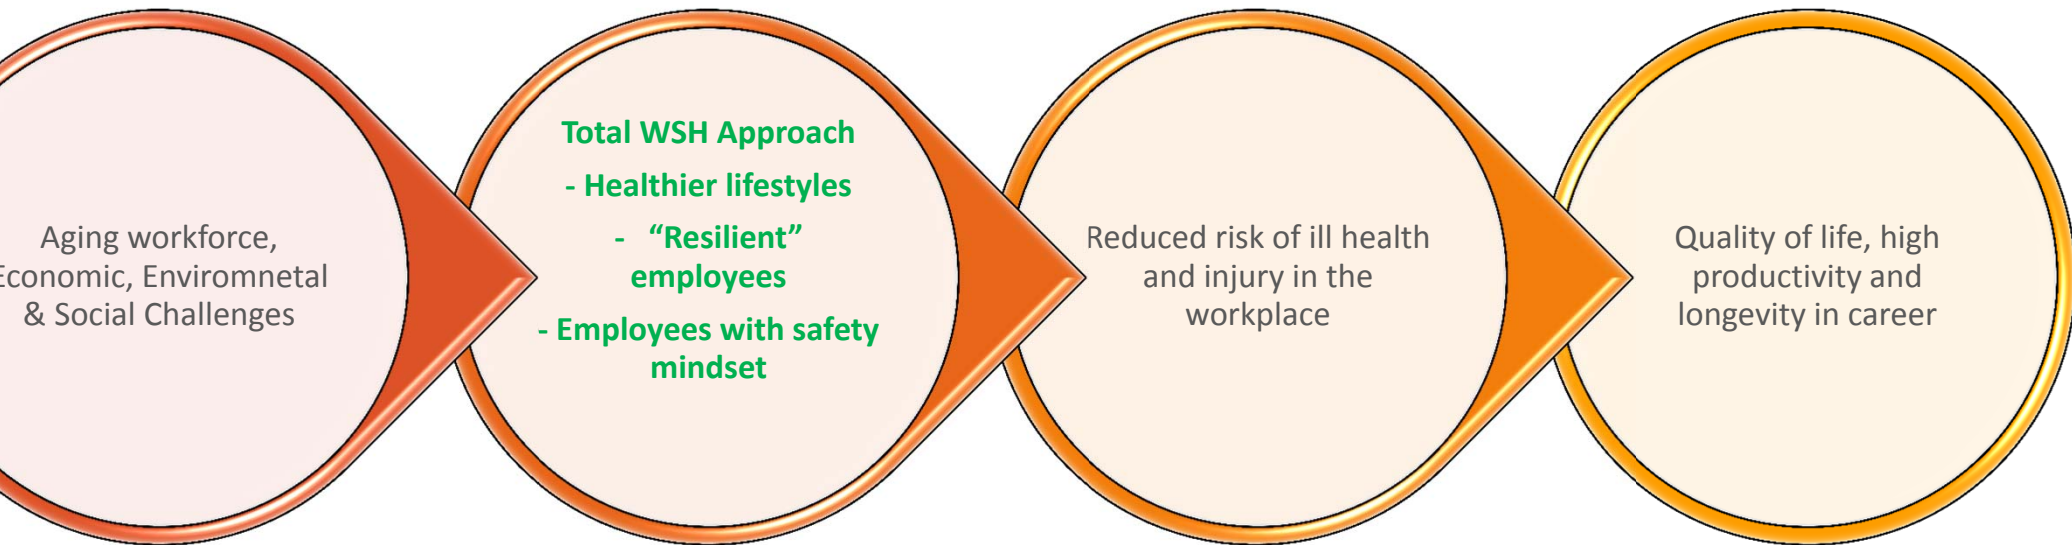 Aging workforce,
Economic, Enviromnetal
& Social Challenges
Total WSH Approach
- Healthier lifestyles
- “Resilient”
employees
- Employees with safety
mindset
Reduced risk of ill health
and injury in the
workplace
Quality of life, high
productivity and
longevity in career